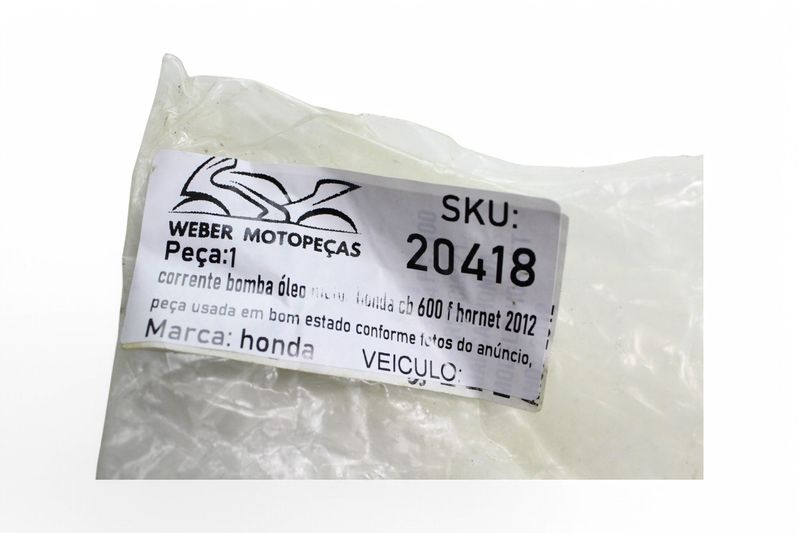 WEBER MOTOPEÇAS
SKU:
20418
Peça:1
corrente bomba óleo honda cb 600 f hornet 2012
peça usada em bom estado conforme fotos do anúncio,
Marca: honda
VEICULO: